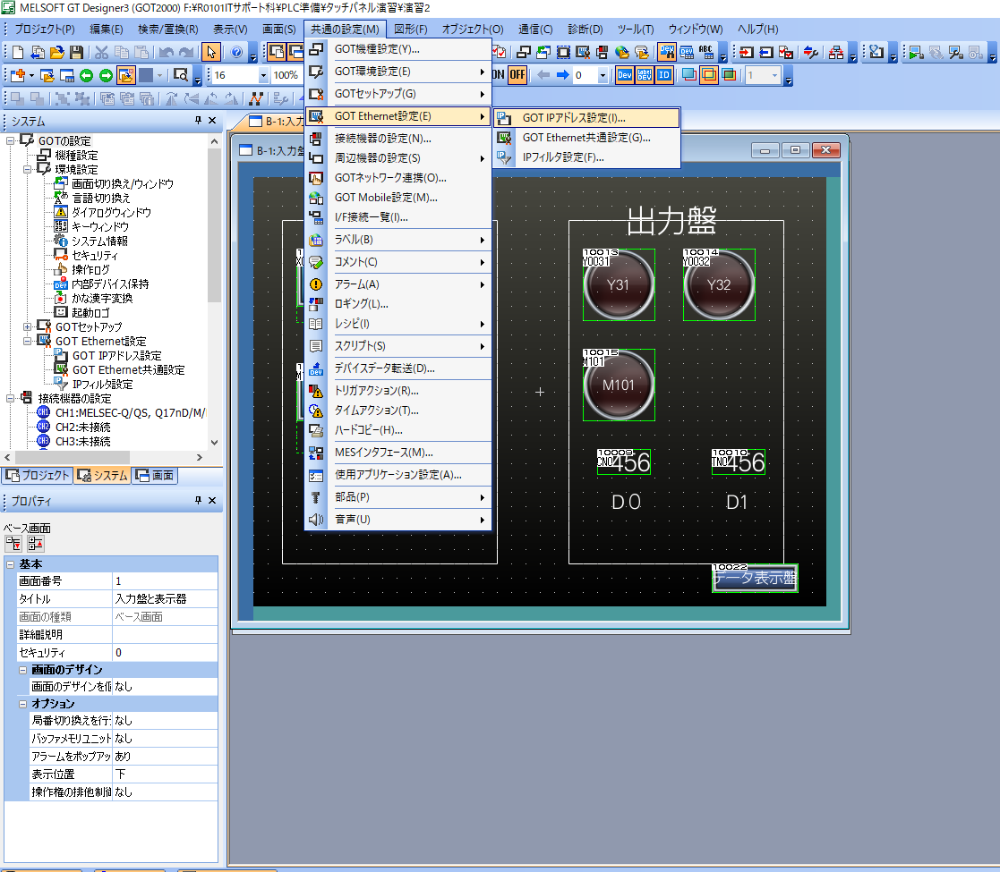 MELSOFT GT Designer3 (GOT2000) F:¥R0101ITサポート科¥PLC準備¥タッチパネル演習¥演習2
プロジェクト(P) 編集(E) 検索/置換(R) 表示(V) 画面(S) 共通の設定(M) 図形(F) オブジェクト(O) 通信(C) 診断(D) ツール(T) ウィンドウ(W) ヘルプ(H)
16 100% ON OFF 0 Dev ID 1
システム
GOTの設定
機種設定
環境設定
画面切り換え/ウィンドウ
言語切り換え
ダイアログウィンドウ
キーウィンドウ
システム情報
セキュリティ
操作ログ
内部デバイス保持
かな漢字変換
起動ロゴ
GOTセットアップ
GOT Ethernet設定
GOT IPアドレス設定
GOT Ethernet共通設定
IPフィルタ設定
接続機器の設定
CH1:MELSEC-Q/QS, Q17nD/M/
CH2:未接続
CH3:未接続
プロジェクト システム 画面
プロパティ
ベース画面
基本
画面番号 1
タイトル 入力盤と表示器
画面の種類 ベース画面
詳細説明
セキュリティ 0
画面のデザイン
画面のデザインを個 なし
オプション
局番切り換えを行う なし
バッファメモリユニット なし
アラームをポップアッ あり
表示位置 下
操作権の排他制御 なし
GOT機種設定(Y)...
GOT環境設定(E)
GOTセットアップ(G)
GOT Ethernet設定(E)
接続機器の設定(N)...
周辺機器の設定(S)
GOTネットワーク連携(O)...
GOT Mobile設定(M)...
I/F接続一覧(I)...
ラベル(B)
コメント(C)
アラーム(A)
ロギング(L)...
レシピ(I)
スクリプト(S)
デバイスデータ転送(D)...
トリガアクション(R)...
タイムアクション(T)...
ハードコピー(H)...
MESインタフェース(M)...
使用アプリケーション設定(A)...
部品(P)
音声(U)
GOT IPアドレス設定(I)...
GOT Ethernet共通設定(G)...
IPフィルタ設定(F)...
B-1:入力
B-1:入力盤
出力盤
10013
Y0031
Y31
10014
Y0032
Y32
10015
M101
M101
10009
CN0
456
D0
10010
TN0
456
D1
10022
データ表示盤